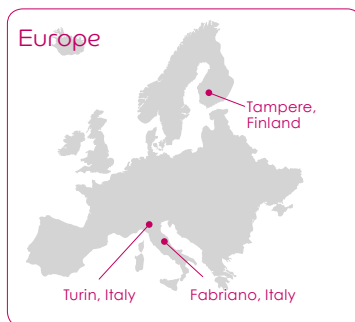 Europe
Tampere,
Finland
Turin, Italy
Fabriano, Italy